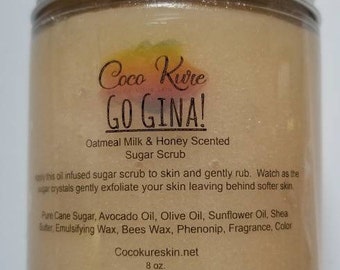 Coco Kure
GO GINA!
Oatmeal Milk & Honey Scented
Sugar Scrub
this oil infused sugar scrub to skin and gently rub. Watch as the
sugar crystals gently exfoliate your skin leaving behind softer skin.
Pure Cane Sugar, Avocado Oil, Olive Oil, Sunflower Oil, Shea
Butter, Emulsifying Wax, Bees Wax, Phenonip, Fragrance, Color
Cocokureskin.net
8 oz.